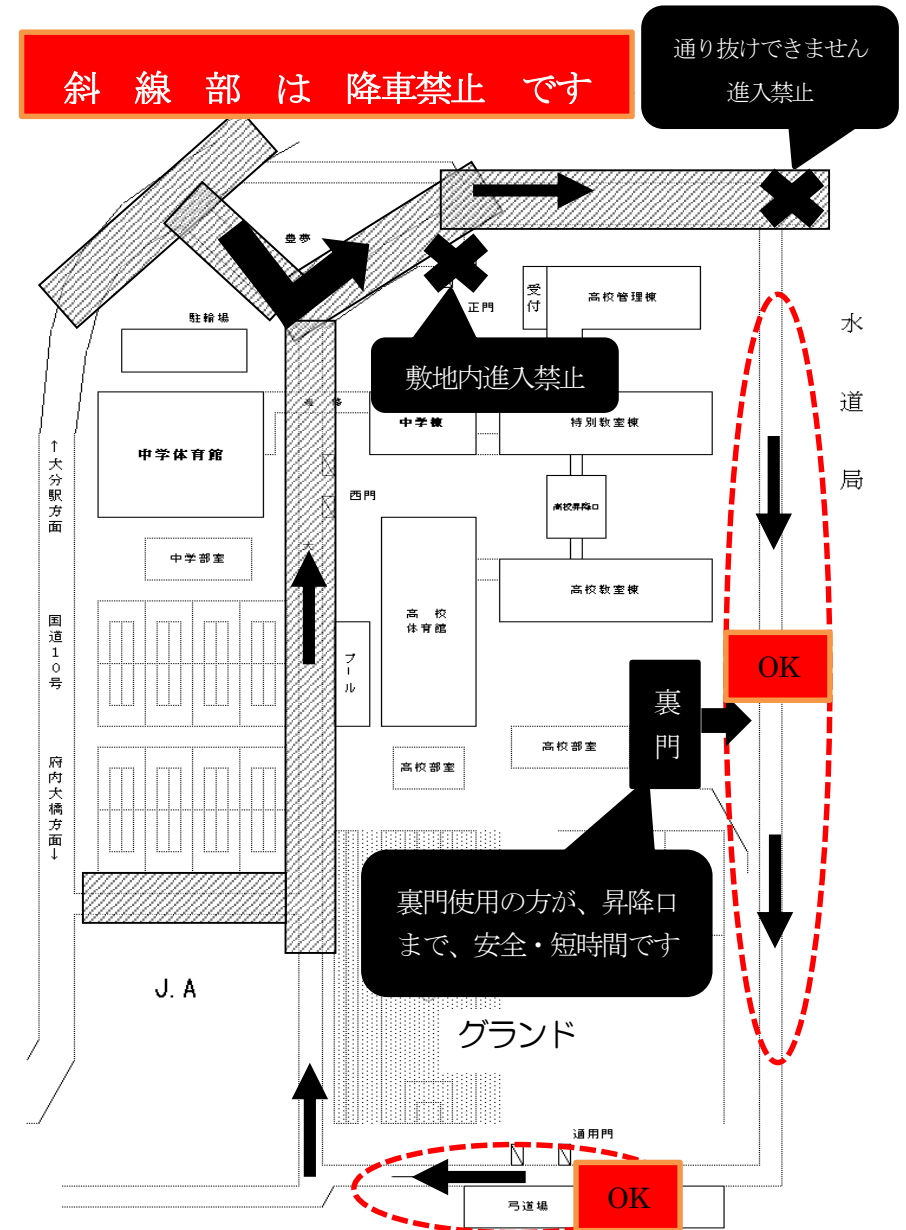 斜 線 部 は 降車禁止 です
通り抜けできません
進入禁止
豊夢
正門
受付
高校管理棟
水道局
駐輪場
敷地内進入禁止
中学棟
特別教室棟
中学体育館
↑大分駅方面
西門
高校昇降口
中学部室
高校教室棟
高校
体育館
国道10号
プール
OK
裏門
高校部室
高校部室
府内大橋方面↓
裏門使用の方が、昇降口
まで、安全・短時間です
J.A
グランド
通用門
弓道場
OK